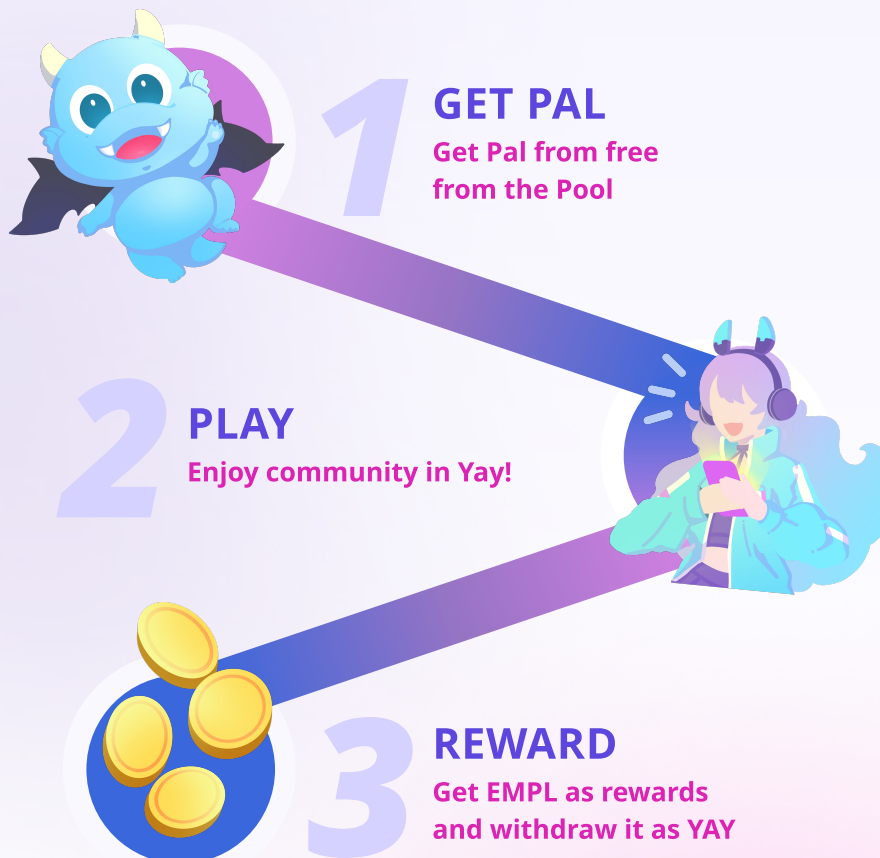 1
GET PAL
Get Pal from free
from the Pool
2
PLAY
Enjoy community in Yay!
3
REWARD
Get EMPL as rewards
and withdraw it as YAY